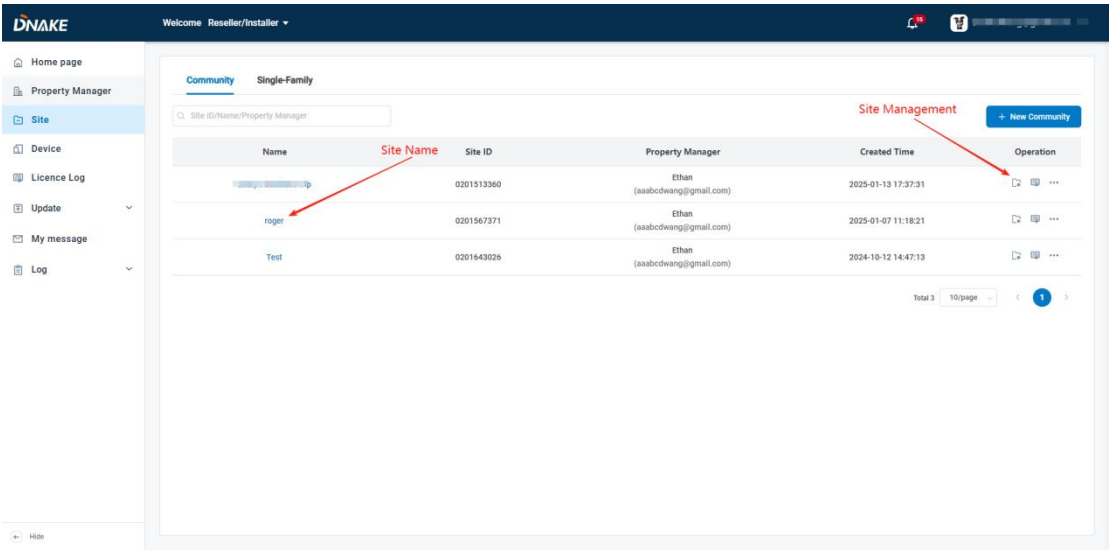 DNAKE
Welcome Reseller/Installer
15
Home page
Property Manager
Site
Device
Licence Log
Update
My message
Log
Hide
Community Single-Family
Site ID/Name/Property Manager
Site Management
+ New Community
Site Name
Name Site ID Property Manager Created Time Operation
0201513360 Ethan (aaabcdwang@gmail.com) 2025-01-13 17:37:31
roger 0201567371 Ethan (aaabcdwang@gmail.com) 2025-01-07 11:18:21
Test 0201643026 Ethan (aaabcdwang@gmail.com) 2024-10-12 14:47:13
Total 3 10/page 1